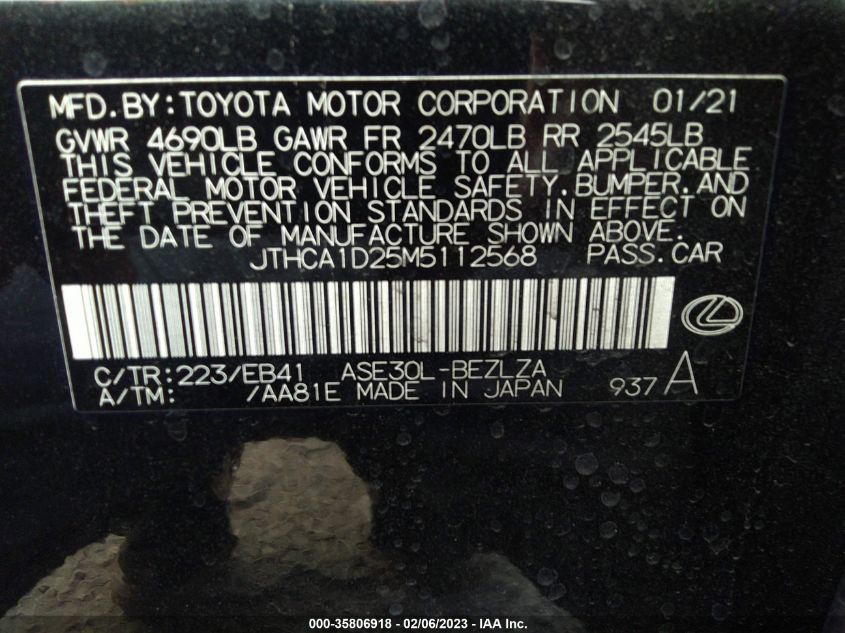 MFD.BY:TOYOTA MOTOR CORPORATION 01/21
GVWR 4690LB GAWR FR 2470LB RR 2545LB
THIS VEHICLE CONFORMS TO ALL APPLICABLE
FEDERAL MOTOR VEHICLE SAFETY.BUMPER.AND
THEFT PREVENTION STANDARDS IN EFFECT ON
THE DATE OF MANUFACTURE SHOWN ABOVE.
JTHCA1D25M5112568 PASS.CAR
C/TR:223/EB41 ASE30L-BEZLZA
A/TM: /AA81E MADE IN JAPAN 937A
000-35806918 - 02/06/2023 - IAA Inc.